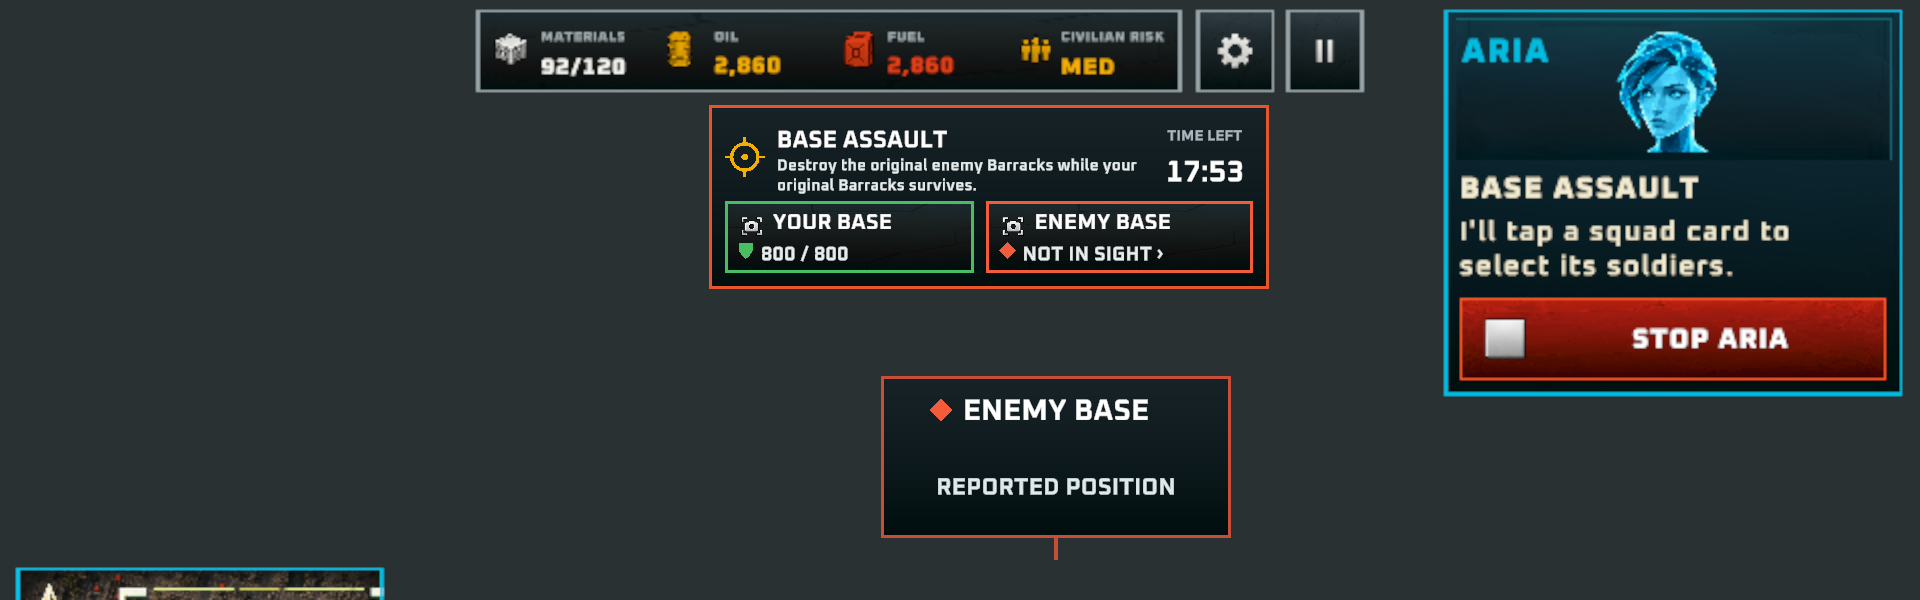 MATERIALS
92/120
OIL
2,860
FUEL
2,860
CIVILIAN RISK
MED
BASE ASSAULT
Destroy the original enemy Barracks while your
original Barracks survives.
TIME LEFT
17:53
YOUR BASE
800 / 800
ENEMY BASE
NOT IN SIGHT ›
ARIA
BASE ASSAULT
I'll tap a squad card to
select its soldiers.
STOP ARIA
ENEMY BASE
REPORTED POSITION